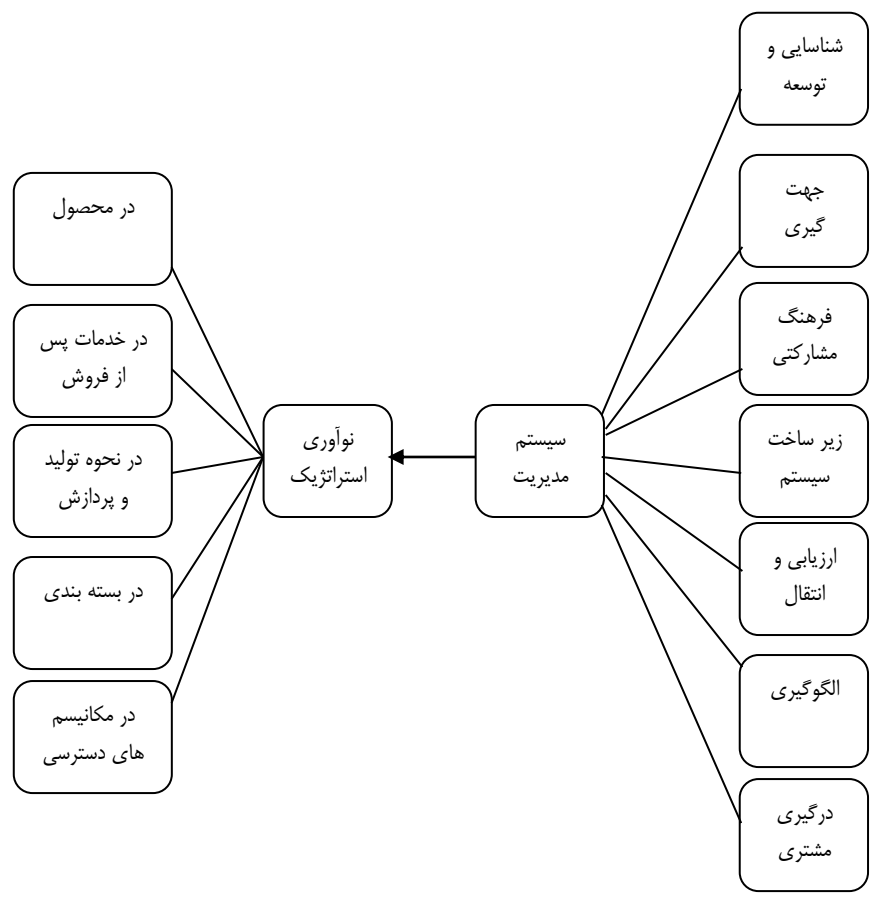 شناسایی و
توسعه
جهت
گیری
فرهنگ
مشارکتی
زیر ساخت
سیستم
ارزیابی و
انتقال
الگوگیری
درگیری
مشتری
سیستم
مدیریت
نوآوری
استراتژیک
در محصول
در خدمات پس
از فروش
در نحوه تولید
و پردازش
در بسته بندی
در مکانیسم
های دسترسی